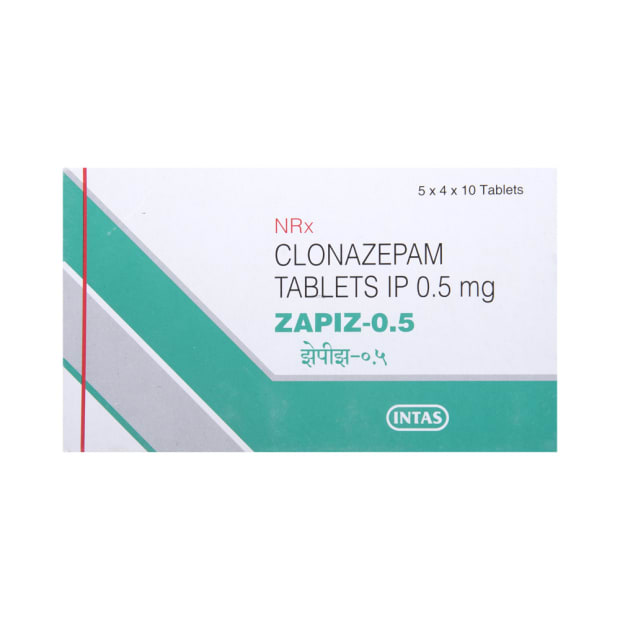 5 x 4 x 10 Tablets
NRx
CLONAZEPAM
TABLETS IP 0.5 mg
ZAPIZ-0.5
झेपीझ-०.५
INTAS